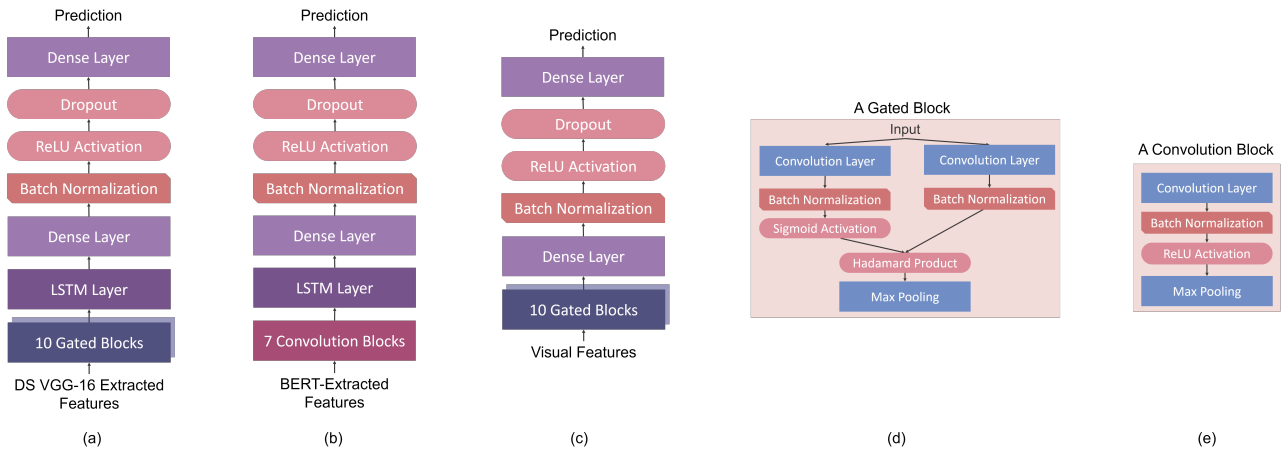 Prediction
Dense Layer
Dropout
ReLU Activation
Batch Normalization
Dense Layer
LSTM Layer
10 Gated Blocks
DS VGG-16 Extracted
Features
(a)
Prediction
Dense Layer
Dropout
ReLU Activation
Batch Normalization
Dense Layer
LSTM Layer
7 Convolution Blocks
BERT-Extracted
Features
(b)
Prediction
Dense Layer
Dropout
ReLU Activation
Batch Normalization
Dense Layer
10 Gated Blocks
Visual Features
(c)
A Gated Block
Input
Convolution Layer
Convolution Layer
Batch Normalization
Batch Normalization
Sigmoid Activation
Hadamard Product
Max Pooling
(d)
A Convolution Block
Convolution Layer
Batch Normalization
ReLU Activation
Max Pooling
(e)